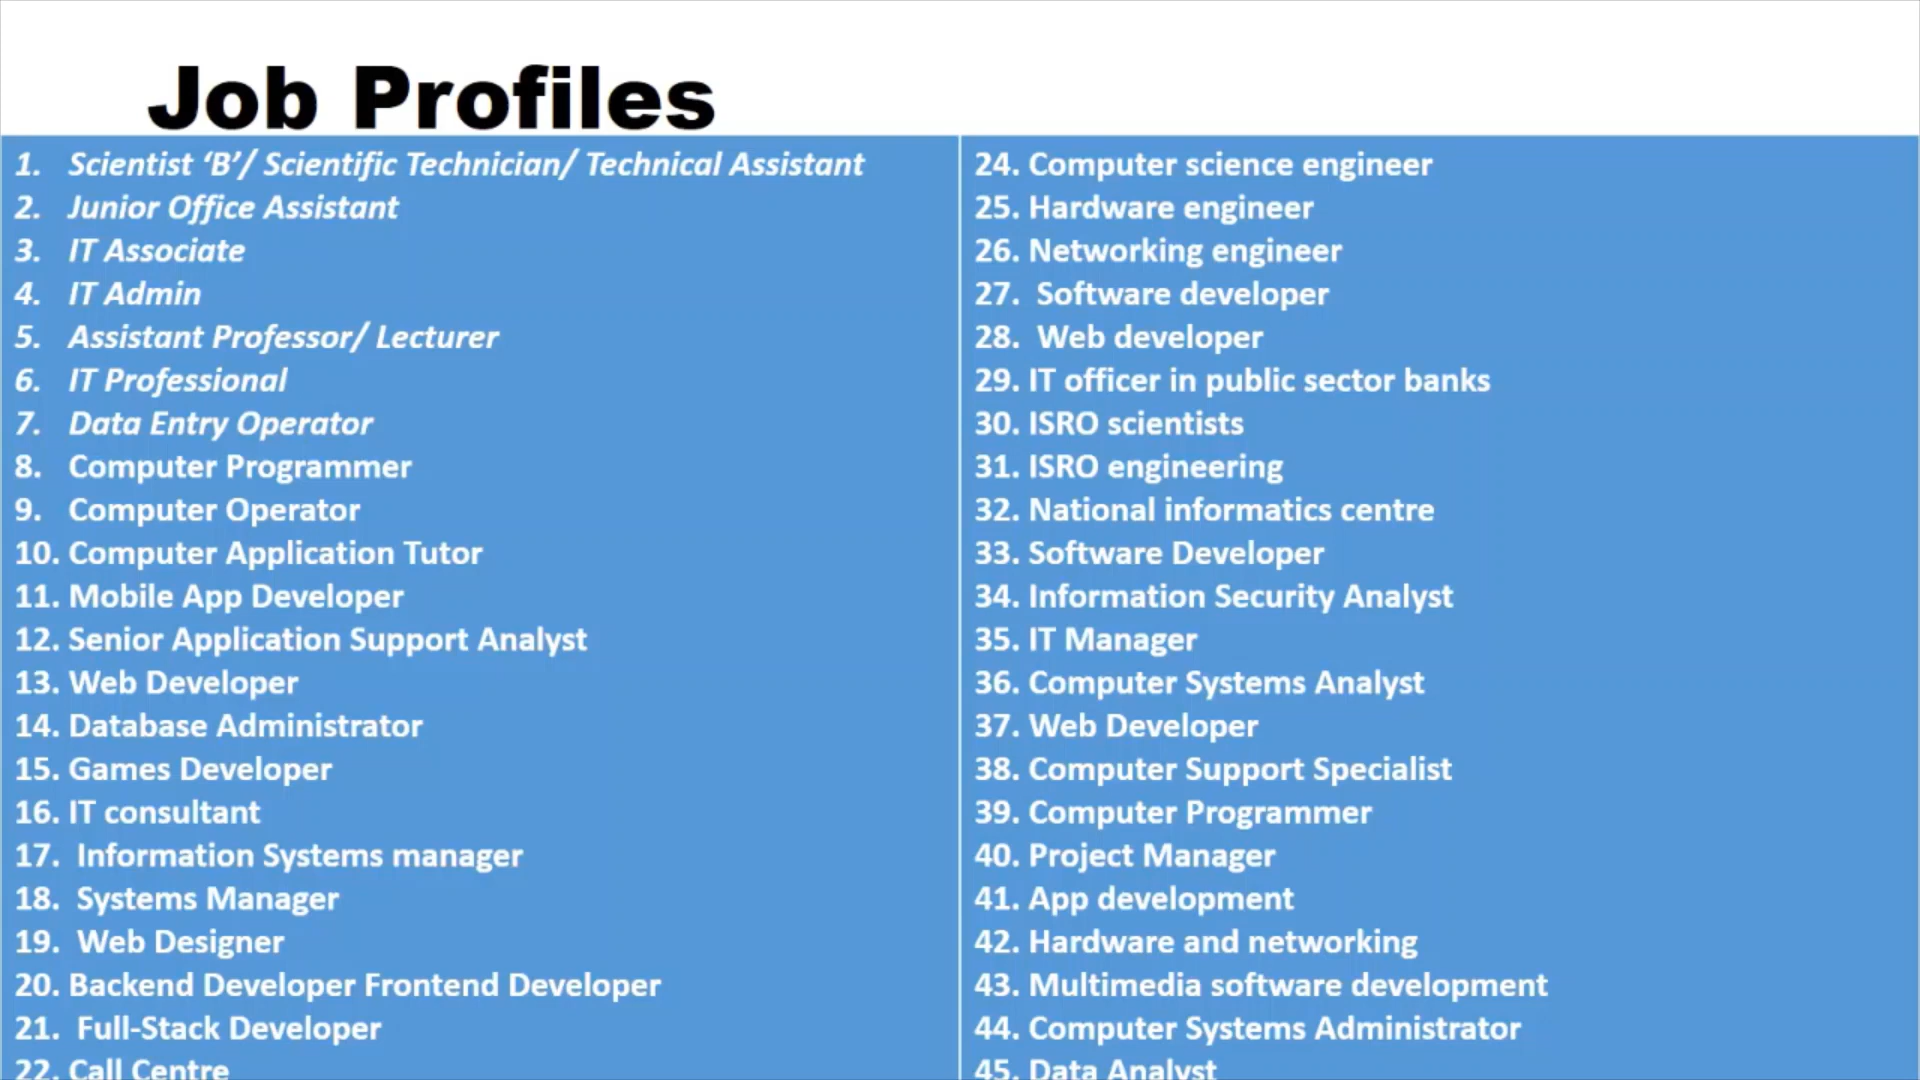 Job Profiles
1. Scientist ‘B’/ Scientific Technician/ Technical Assistant
2. Junior Office Assistant
3. IT Associate
4. IT Admin
5. Assistant Professor/ Lecturer
6. IT Professional
7. Data Entry Operator
8. Computer Programmer
9. Computer Operator
10. Computer Application Tutor
11. Mobile App Developer
12. Senior Application Support Analyst
13. Web Developer
14. Database Administrator
15. Games Developer
16. IT consultant
17. Information Systems manager
18. Systems Manager
19. Web Designer
20. Backend Developer Frontend Developer
21. Full-Stack Developer
22. Call Centre
24. Computer science engineer
25. Hardware engineer
26. Networking engineer
27. Software developer
28. Web developer
29. IT officer in public sector banks
30. ISRO scientists
31. ISRO engineering
32. National informatics centre
33. Software Developer
34. Information Security Analyst
35. IT Manager
36. Computer Systems Analyst
37. Web Developer
38. Computer Support Specialist
39. Computer Programmer
40. Project Manager
41. App development
42. Hardware and networking
43. Multimedia software development
44. Computer Systems Administrator
45. Data Analyst